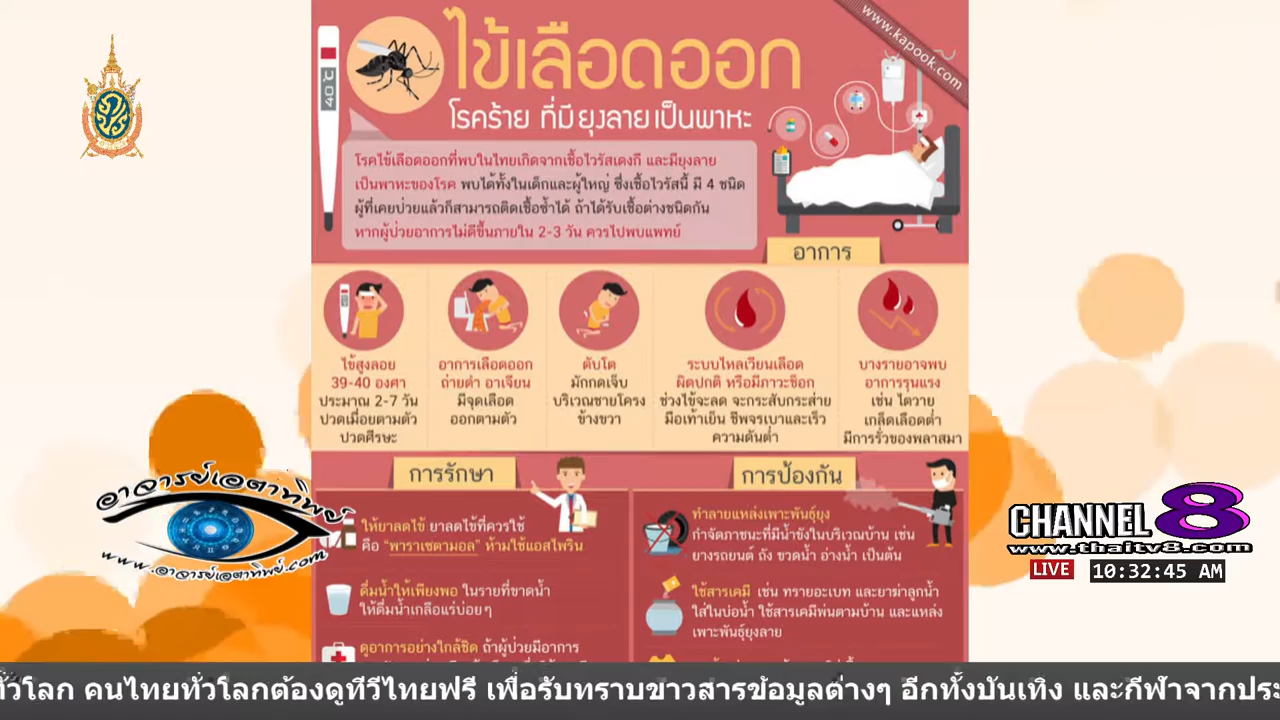 www.kapook.com
40 °C
ไข้เลือดออก
โรคร้าย ที่มียุงลายเป็นพาหะ
โรคไข้เลือดออกที่พบในไทยเกิดจากเชื้อไวรัสเดงกี และมียุงลาย
เป็นพาหะของโรค พบได้ทั้งในเด็กและผู้ใหญ่ ซึ่งเชื้อไวรัสนี้ มี 4 ชนิด
ผู้ที่เคยป่วยแล้วก็สามารถติดเชื้อซ้ำได้ ถ้าได้รับเชื้อต่างชนิดกัน
หากผู้ป่วยอาการไม่ดีขึ้นภายใน 2-3 วัน ควรไปพบแพทย์
อาการ
ไข้สูงลอย
39-40 องศา
ประมาณ 2-7 วัน
ปวดเมื่อยตามตัว
ปวดศีรษะ
อาการเลือดออก
ถ่ายดำ อาเจียน
มีจุดเลือด
ออกตามตัว
ตับโต
มักกดเจ็บ
บริเวณชายโครง
ข้างขวา
ระบบไหลเวียนเลือด
ผิดปกติ หรือมีภาวะช็อก
ช่วงไข้จะลด จะกระสับกระส่าย
มือเท้าเย็น ชีพจรเบาและเร็ว
ความดันต่ำ
บางรายอาจพบ
อาการรุนแรง
เช่น ไตวาย
เกล็ดเลือดต่ำ
มีการรั่วของพลาสมา
การรักษา
ให้ยาลดไข้ ยาลดไข้ที่ควรใช้
คือ "พาราเซตามอล" ห้ามใช้แอสไพริน
ดื่มน้ำให้เพียงพอ ในรายที่ขาดน้ำ
ให้ดื่มน้ำเกลือแร่บ่อยๆ
ดูอาการอย่างใกล้ชิด ถ้าผู้ป่วยมีอาการ
การป้องกัน
ทำลายแหล่งเพาะพันธุ์ยุง
กำจัดภาชนะที่มีน้ำขังในบริเวณบ้าน เช่น
ยางรถยนต์ ถัง ขวดน้ำ อ่างน้ำ เป็นต้น
ใช้สารเคมี เช่น ทรายอะเบท และยาฆ่าลูกน้ำ
ใส่ในบ่อน้ำ ใช้สารเคมีพ่นตามบ้าน และแหล่ง
เพาะพันธุ์ยุงลาย
อาจารย์เอตาทิพย์
www.อาจารย์เอตาทิพย์.com
CHANNEL 8
www.thaitv8.com
LIVE 10:32:45 AM
ทั่วโลก คนไทยทั่วโลกต้องดูทีวีไทยฟรี เพื่อรับทราบข่าวสารข้อมูลต่างๆ อีกทั้งบันเทิง และกีฬาจากประ